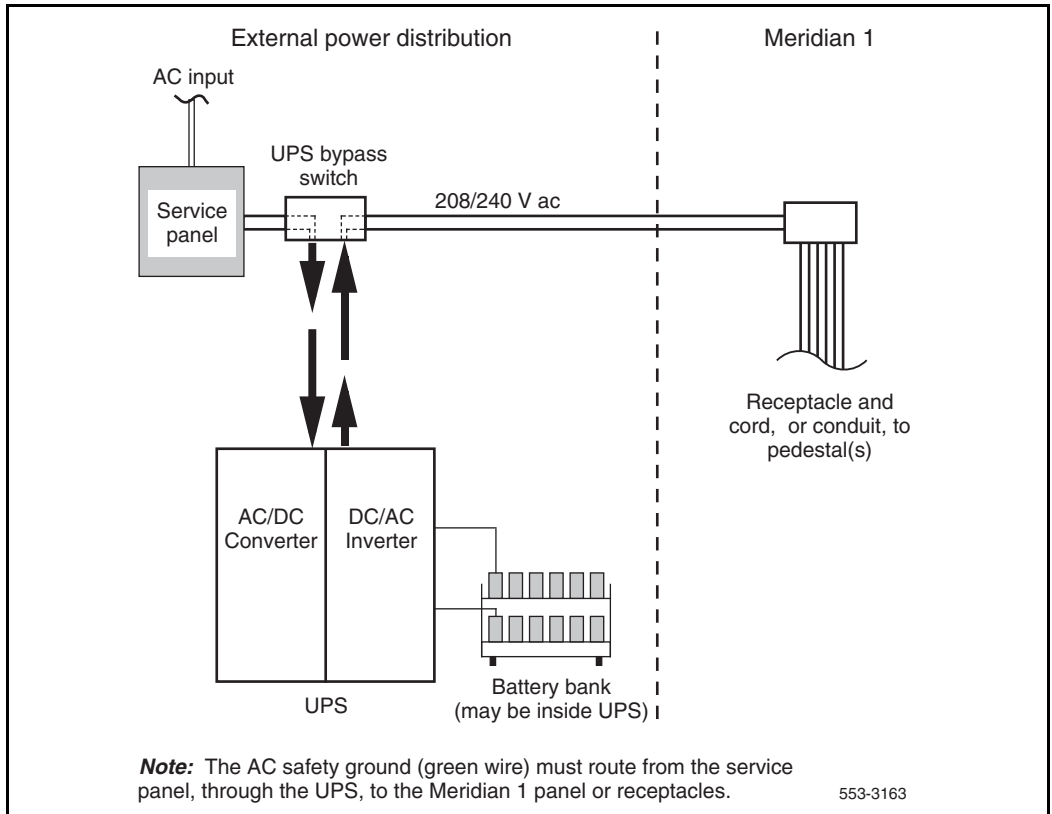 External power distribution
Meridian 1
AC input
UPS bypass
switch
208/240 V ac
Service
panel
Receptacle and
cord, or conduit, to
pedestal(s)
AC/DC
Converter
DC/AC
Inverter
UPS
Battery bank
(may be inside UPS)
Note: The AC safety ground (green wire) must route from the service
panel, through the UPS, to the Meridian 1 panel or receptacles.
553-3163